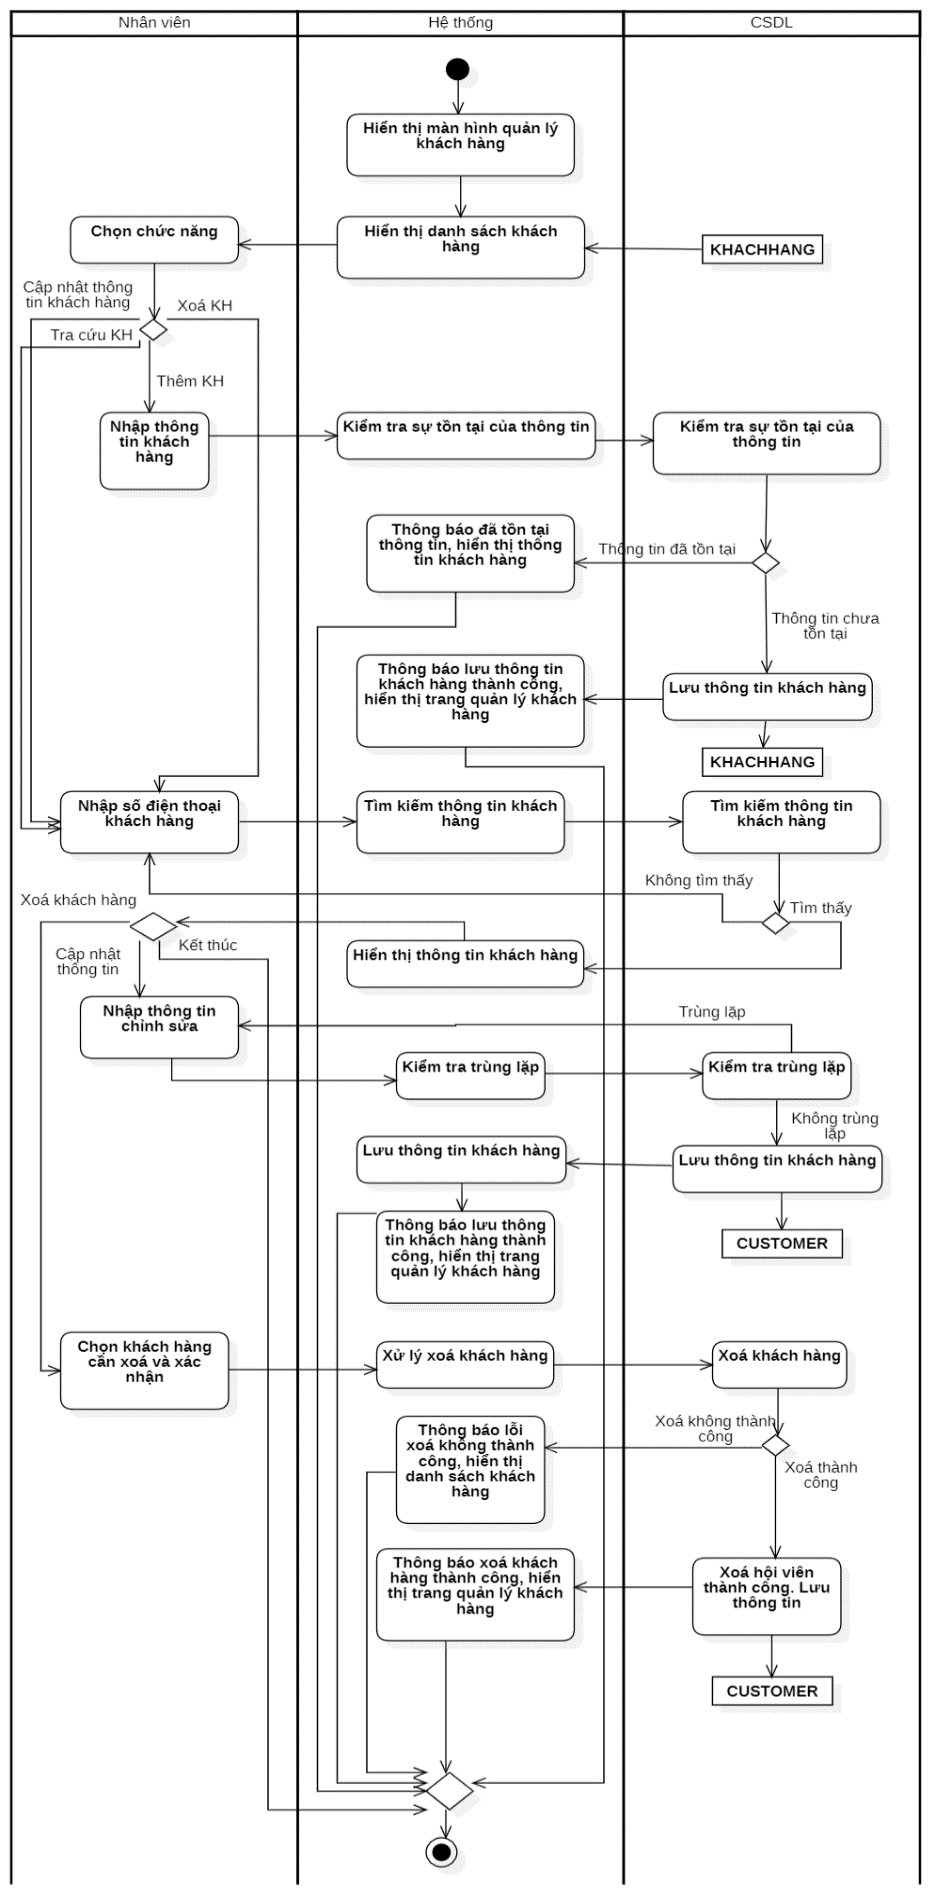 Nhân viên
Hệ thống
CSDL
Hiển thị màn hình quản lý
khách hàng
Chọn chức năng
Hiển thị danh sách khách
hàng
KHACHHANG
Cập nhật thông
tin khách hàng
Xoá KH
Tra cứu KH
Thêm KH
Nhập thông
tin khách
hàng
Kiểm tra sự tồn tại của thông tin
Kiểm tra sự tồn tại của
thông tin
Thông báo đã tồn tại
thông tin, hiển thị thông
tin khách hàng
Thông tin đã tồn tại
Thông tin chưa
tồn tại
Thông báo lưu thông tin
khách hàng thành công,
hiển thị trang quản lý khách
hàng
Lưu thông tin khách hàng
KHACHHANG
Nhập số điện thoại
khách hàng
Tìm kiếm thông tin khách
hàng
Tìm kiếm thông tin
khách hàng
Không tìm thấy
Tìm thấy
Xoá khách hàng
Kết thúc
Cập nhật
thông tin
Hiển thị thông tin khách hàng
Nhập thông tin
chỉnh sửa
Trùng lặp
Kiểm tra trùng lặp
Kiểm tra trùng lặp
Không trùng
lặp
Lưu thông tin khách hàng
Lưu thông tin khách hàng
Thông báo lưu thông
tin khách hàng thành
công, hiển thị trang
quản lý khách hàng
CUSTOMER
Chọn khách hàng
cần xoá và xác
nhận
Xử lý xoá khách hàng
Xoá khách hàng
Thông báo lỗi
xoá không thành
công, hiển thị
danh sách khách
hàng
Xoá không thành
công
Xoá thành
công
Thông báo xoá khách
hàng thành công, hiển
thị trang quản lý khách
hàng
Xoá hội viên
thành công. Lưu
thông tin
CUSTOMER